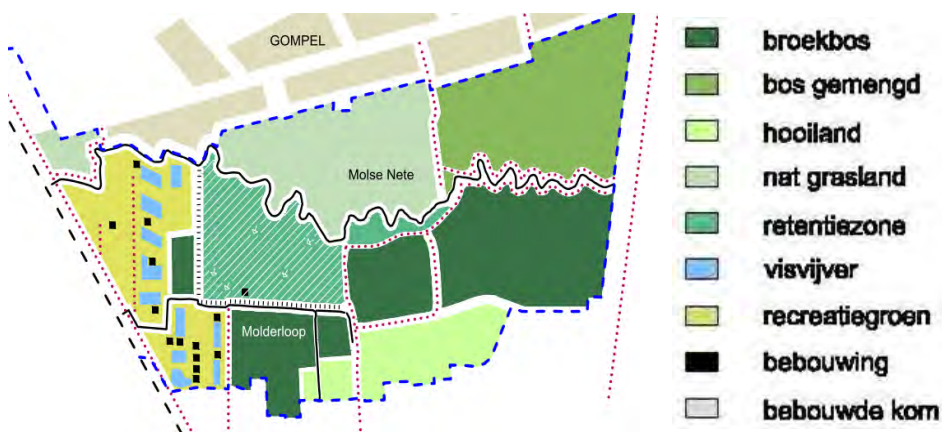 GOMPEL
Molse Nete
Molderloop
broekbos
bos gemengd
hooiland
nat grasland
retentiezone
visvijver
recreatiegroen
bebouwing
bebouwde kom